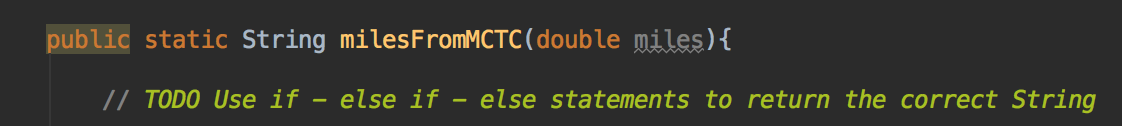 public static String milesFromMCTC(double miles){
// TODO Use if - else if - else statements to return the correct String